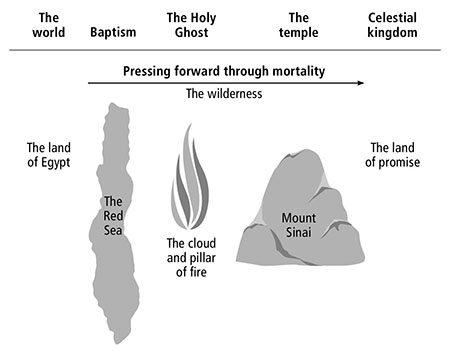 The world
Baptism
The Holy Ghost
The temple
Celestial kingdom
Pressing forward through mortality
The wilderness
The land of Egypt
The Red Sea
The cloud and pillar of fire
Mount Sinai
The land of promise